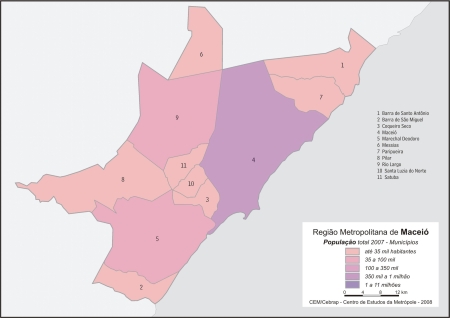 6
1
7
9
4
11
8
10
3
5
2
1 Barra de Santo Antônio
2 Barra de São Miguel
3 Coqueiro Seco
4 Maceió
5 Marechal Deodoro
6 Messias
7 Paripueira
8 Pilar
9 Rio Largo
10 Santa Luzia do Norte
11 Satuba
Região Metropolitana de Maceió
População total 2007 - Municípios
até 35 mil habitantes
35 a 100 mil
100 a 350 mil
350 mil a 1 milhão
1 a 11 milhões
0 4 8 12 km
CEM/Cebrap - Centro de Estudos da Metrópole - 2008